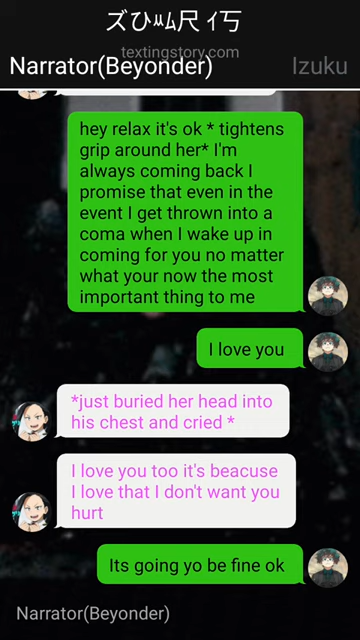 ズひчムㄕ 亻丂
textingstory.com
Narrator(Beyonder)
Izuku
hey relax it's ok * tightens
grip around her* I'm
always coming back I
promise that even in the
event I get thrown into a
coma when I wake up in
coming for you no matter
what your now the most
important thing to me
I love you
*just buried her head into
his chest and cried *
I love you too it's beacuse
I love that I don't want you
hurt
Its going yo be fine ok
Narrator(Beyonder)